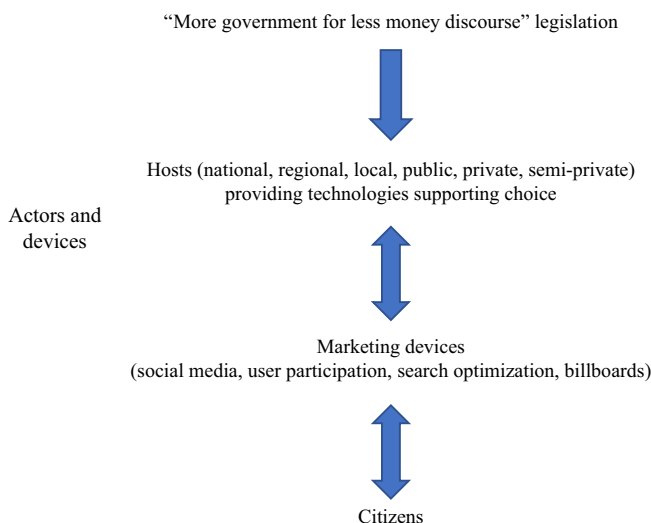 “More government for less money discourse” legislation
Hosts (national, regional, local, public, private, semi-private)
providing technologies supporting choice
Actors and
devices
Marketing devices
(social media, user participation, search optimization, billboards)
Citizens